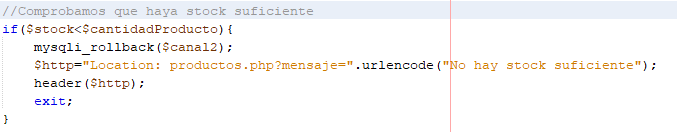 //Comprobamos que haya stock suficiente
if($stock<$cantidadProducto){
mysqli_rollback($canal2);
$http="Location: productos.php?mensaje=".urlencode("No hay stock suficiente");
header($http);
exit;
}